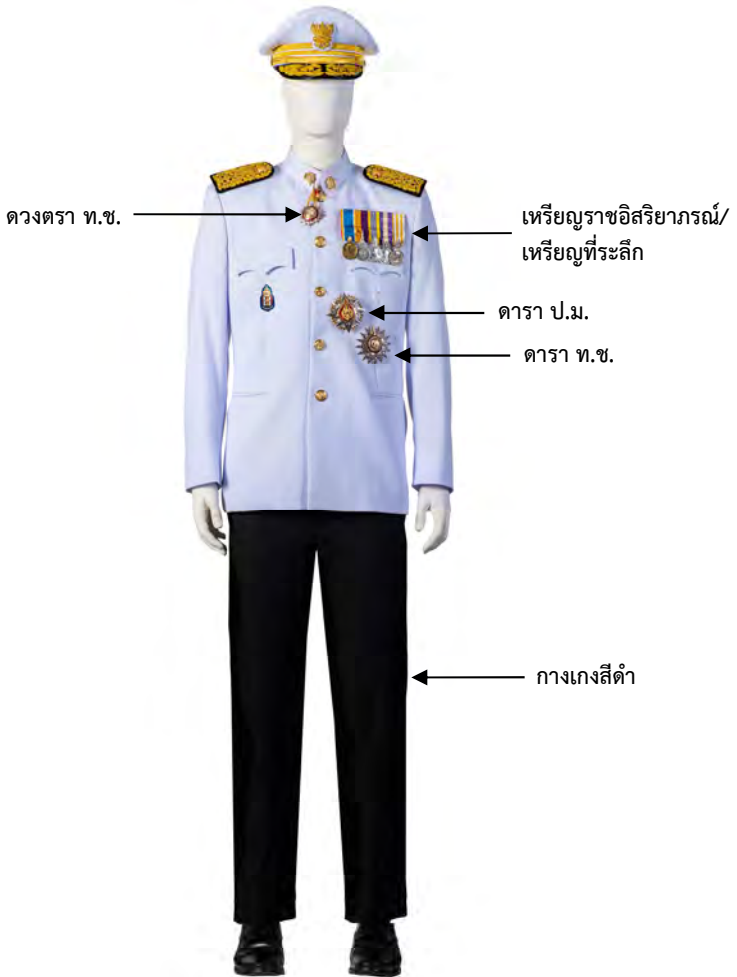 ดวงตรา ท.ช.
เหรียญราชอิสริยาภรณ์/
เหรียญที่ระลึก
ดารา ป.ม.
ดารา ท.ช.
กางเกงสีดำ